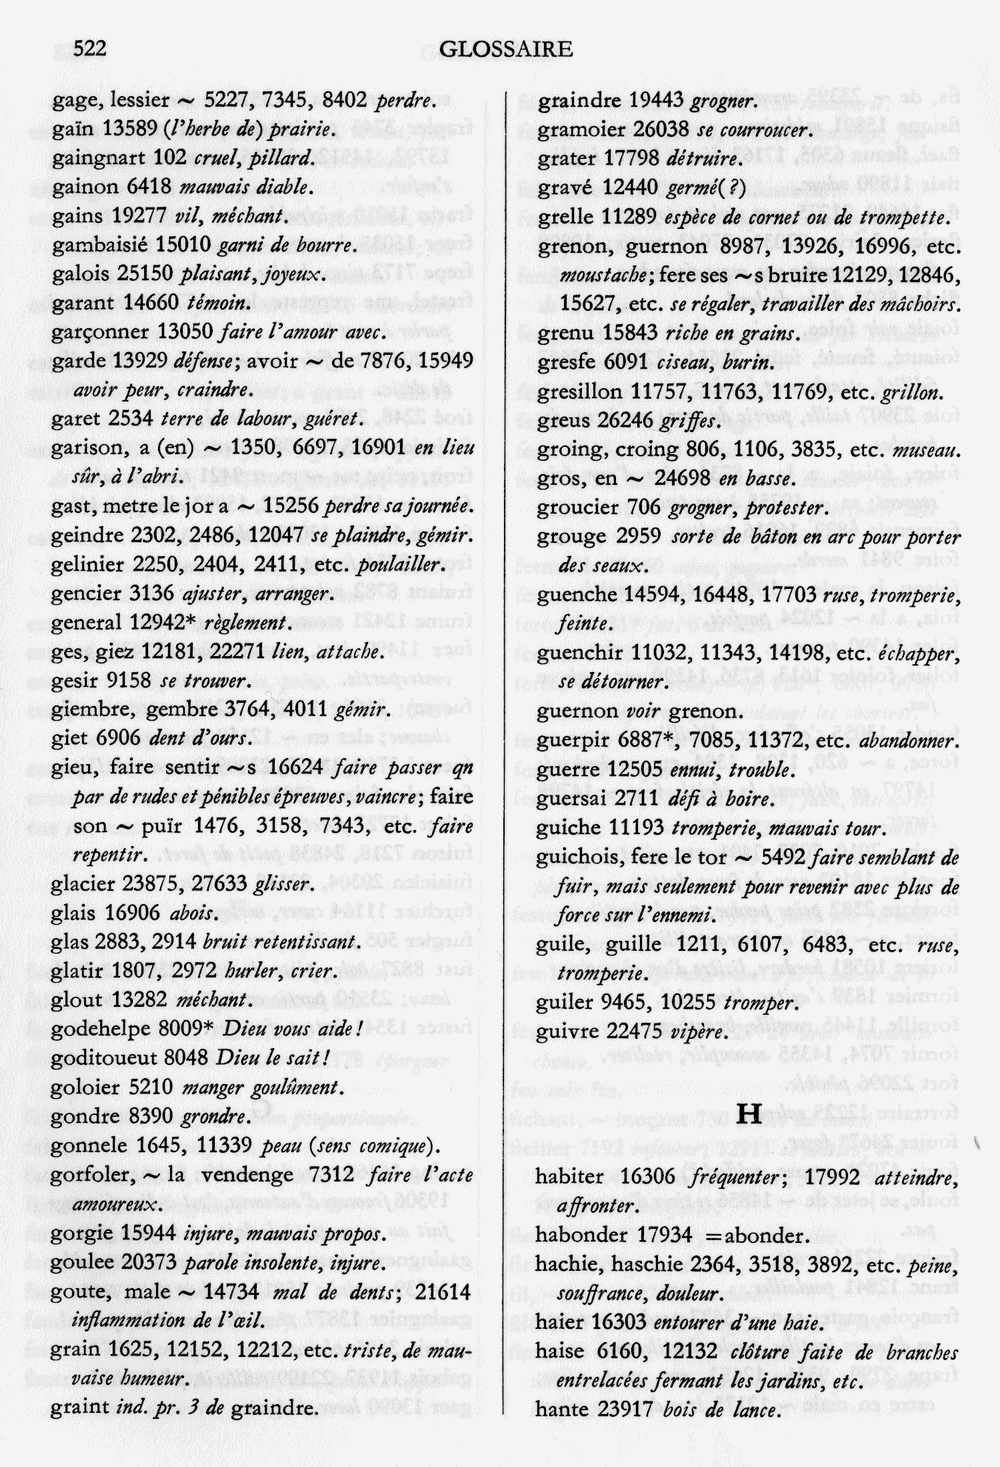 522
GLOSSAIRE
gage, lessier ~ 5227, 7345, 8402 perdre.
gaïn 13589 (l'herbe de) prairie.
gaingnart 102 cruel, pillard.
gainon 6418 mauvais diable.
gains 19277 vil, méchant.
gambaisié 15010 garni de bourre.
galois 25150 plaisant, joyeux.
garant 14660 témoin.
garçonner 13050 faire l'amour avec.
garde 13929 défense; avoir ~ de 7876, 15949
avoir peur, craindre.
garet 2534 terre de labour, guéret.
garison, a (en) ~ 1350, 6697, 16901 en lieu
sûr, à l'abri.
gast, metre le jor a ~ 15256 perdre sa journée.
geindre 2302, 2486, 12047 se plaindre, gémir.
gelinier 2250, 2404, 2411, etc. poulailler.
gencier 3136 ajuster, arranger.
general 12942* règlement.
ges, giez 12181, 22271 lien, attache.
gesir 9158 se trouver.
giembre, gembre 3764, 4011 gémir.
giet 6906 dent d'ours.
gieu, faire sentir ~s 16624 faire passer qn
par de rudes et pénibles épreuves, vaincre; faire
son ~ puïr 1476, 3158, 7343, etc. faire
repentir.
glacier 23875, 27633 glisser.
glais 16906 abois.
glas 2883, 2914 bruit retentissant.
glatir 1807, 2972 hurler, crier.
glout 13282 méchant.
godehelpe 8009* Dieu vous aide !
goditoueut 8048 Dieu le sait !
goloier 5210 manger goulûment.
gondre 8390 grondre.
gonnele 1645, 11339 peau (sens comique).
gorfoler, ~ la vendenge 7312 faire l'acte
amoureux.
gorgie 15944 injure, mauvais propos.
goulee 20373 parole insolente, injure.
goute, male ~ 14734 mal de dents; 21614
inflammation de l'œil.
grain 1625, 12152, 12212, etc. triste, de mau-
vaise humeur.
graint ind. pr. 3 de graindre.
graindre 19443 grogner.
gramoier 26038 se courroucer.
grater 17798 détruire.
gravé 12440 germé( ?)
grelle 11289 espèce de cornet ou de trompette.
grenon, guernon 8987, 13926, 16996, etc.
moustache; fere ses ~ s bruire 12129, 12846,
15627, etc. se régaler, travailler des mâchoirs.
grenu 15843 riche en grains.
gresfe 6091 ciseau, burin.
gresillon 11757, 11763, 11769, etc. grillon.
greus 26246 griffes.
groing, croing 806, 1106, 3835, etc. museau.
gros, en ~ 24698 en basse.
groucier 706 grogner, protester.
grouge 2959 sorte de bâton en arc pour porter
des seaux.
guenche 14594, 16448, 17703 ruse, tromperie,
feinte.
guenchir 11032, 11343, 14198, etc. échapper,
se détourner.
guernon voir grenon.
guerpir 6887*, 7085, 11372, etc. abandonner.
guerre 12505 ennui, trouble.
guersai 2711 défi à boire.
guiche 11193 tromperie, mauvais tour.
guichois, fere le tor ~ 5492 faire semblant de
fuir, mais seulement pour revenir avec plus de
force sur l'ennemi.
guile, guille 1211, 6107, 6483, etc. ruse,
tromperie.
guiler 9465, 10255 tromper.
guivre 22475 vipère.
H
habiter 16306 fréquenter; 17992 atteindre,
affronter.
habonder 17934 =abonder.
hachie, haschie 2364, 3518, 3892, etc. peine,
souffrance, douleur.
haier 16303 entourer d'une haie.
haise 6160, 12132 clôture faite de branches
entrelacées fermant les jardins, etc.
hante 23917 bois de lance.